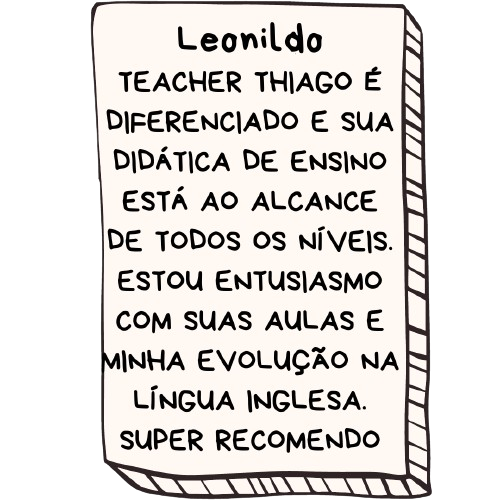 Leonildo
TEACHER THIAGO É
DIFERENCIADO E SUA
DIDÁTICA DE ENSINO
ESTÁ AO ALCANCE
DE TODOS OS NÍVEIS.
ESTOU ENTUSIASMO
COM SUAS AULAS E
MINHA EVOLUÇÃO NA
LÍNGUA INGLESA.
SUPER RECOMENDO